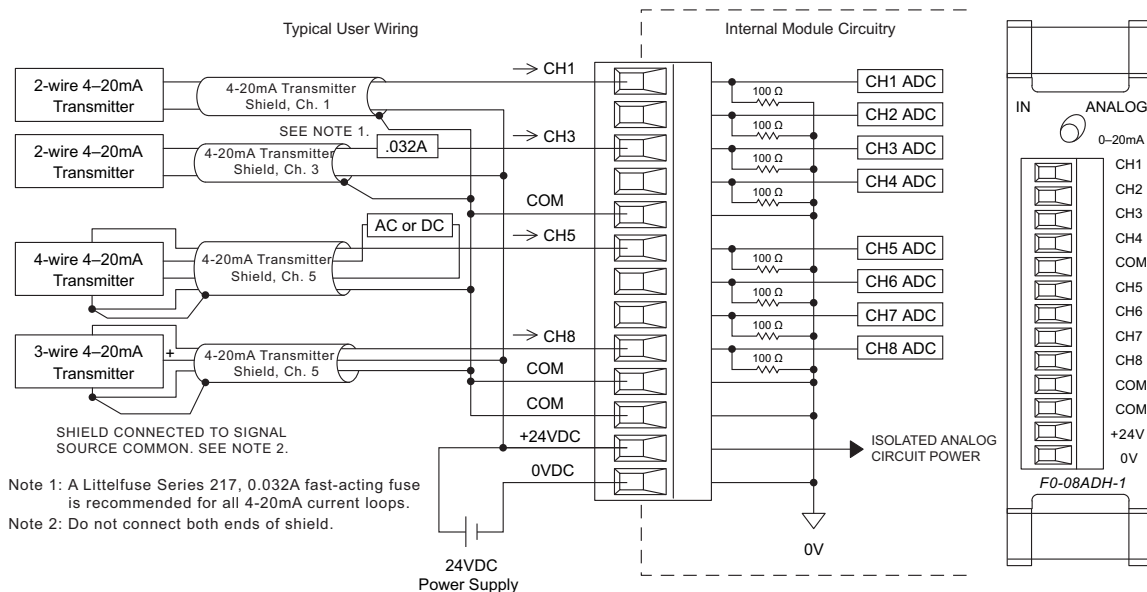 Typical User Wiring
Internal Module Circuitry
2-wire 4–20mA
Transmitter
4-20mA Transmitter
Shield, Ch. 1
CH1
SEE NOTE 1.
2-wire 4–20mA
Transmitter
4-20mA Transmitter
Shield, Ch. 3
.032A
CH3
COM
AC or DC
4-wire 4–20mA
Transmitter
4-20mA Transmitter
Shield, Ch. 5
CH5
3-wire 4–20mA
Transmitter
+
4-20mA Transmitter
Shield, Ch. 5
CH8
COM
COM
+24VDC
0VDC
SHIELD CONNECTED TO SIGNAL
SOURCE COMMON. SEE NOTE 2.
Note 1: A Littelfuse Series 217, 0.032A fast-acting fuse
is recommended for all 4-20mA current loops.
Note 2: Do not connect both ends of shield.
24VDC
Power Supply
100 Ω
CH1 ADC
100 Ω
CH2 ADC
100 Ω
CH3 ADC
100 Ω
CH4 ADC
100 Ω
CH5 ADC
100 Ω
CH6 ADC
100 Ω
CH7 ADC
100 Ω
CH8 ADC
ISOLATED ANALOG
CIRCUIT POWER
0V
IN
ANALOG
0–20mA
CH1
CH2
CH3
CH4
COM
CH5
CH6
CH7
CH8
COM
COM
+24V
0V
F0-08ADH-1